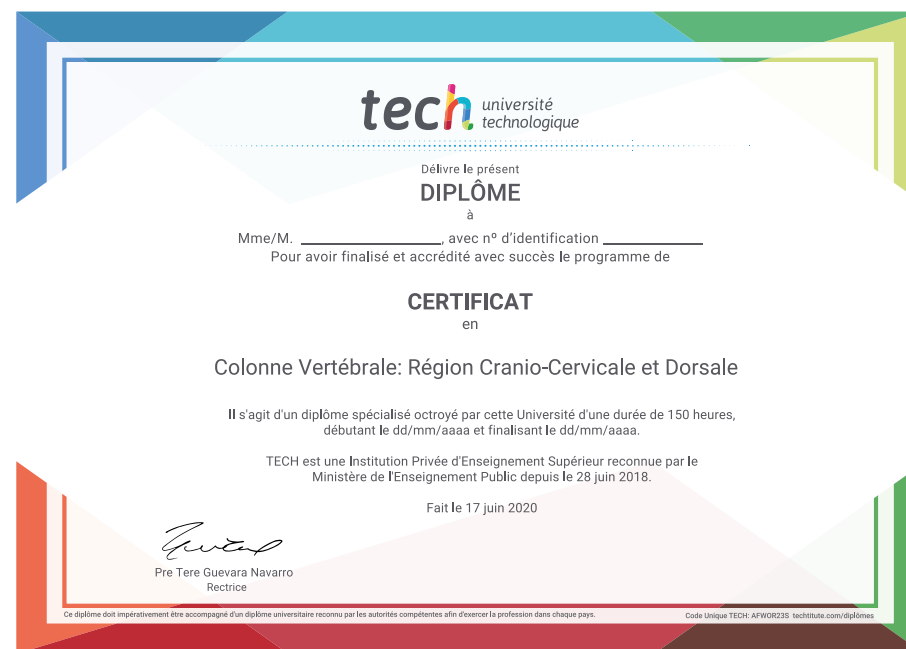 tech université
technologique
Délivre le présent
DIPLÔME
à
Mme/M. ____________________, avec nº d'identification ______________
Pour avoir finalisé et accrédité avec succès le programme de
CERTIFICAT
en
Colonne Vertébrale: Région Cranio-Cervicale et Dorsale
Il s'agit d'un diplôme spécialisé octroyé par cette Université d'une durée de 150 heures,
débutant le dd/mm/aaaa et finalisant le dd/mm/aaaa.
TECH est une Institution Privée d'Enseignement Supérieur reconnue par le
Ministère de l'Enseignement Public depuis le 28 juin 2018.
Fait le 17 juin 2020
Pre Tere Guevara Navarro
Rectrice
Ce diplôme doit impérativement être accompagné d'un diplôme universitaire reconnu par les autorités compétentes afin d'exercer la profession dans chaque pays.
Code Unique TECH: AFWOR23S techtitute.com/diplômes